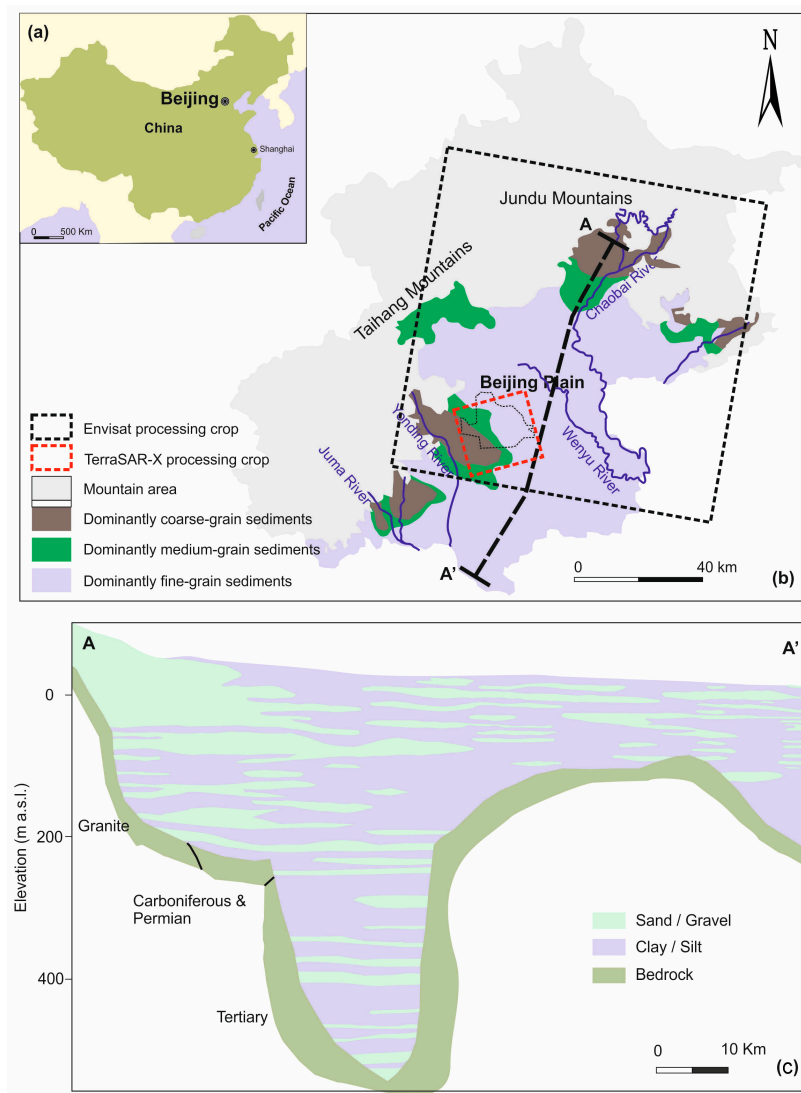 (a)
Beijing
China
Shanghai
Pacific Ocean
0 500 Km
N
Jundu Mountains
A
Chaobai River
Taihang Mountains
Beijing Plain
Yonding River
Wenyu River
Juma River
A'
Envisat processing crop
TerraSAR-X processing crop
Mountain area
Dominantly coarse-grain sediments
Dominantly medium-grain sediments
Dominantly fine-grain sediments
0 40 km
(b)
A
A'
0
Granite
200
Elevation (m a.s.l.)
Carboniferous &
Permian
400
Tertiary
Sand / Gravel
Clay / Silt
Bedrock
0 10 Km
(c)